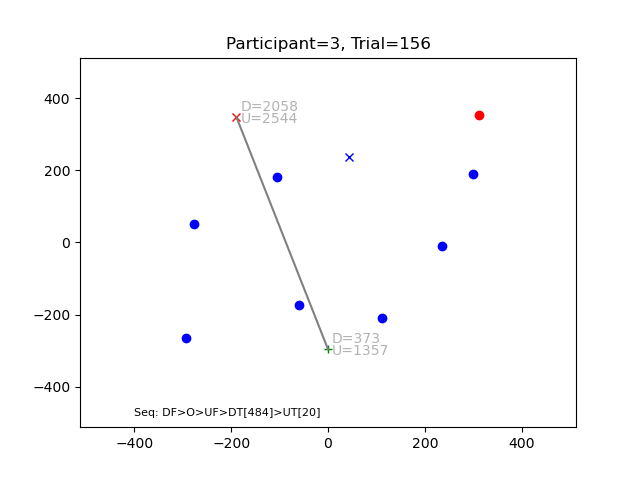 Participant=3, Trial=156
400
200
0
−200
−400
D=2058
U=2544
D=373
U=1357
Seq: DF>O>UF>DT[484]>UT[20]
−400 −200 0 200 400